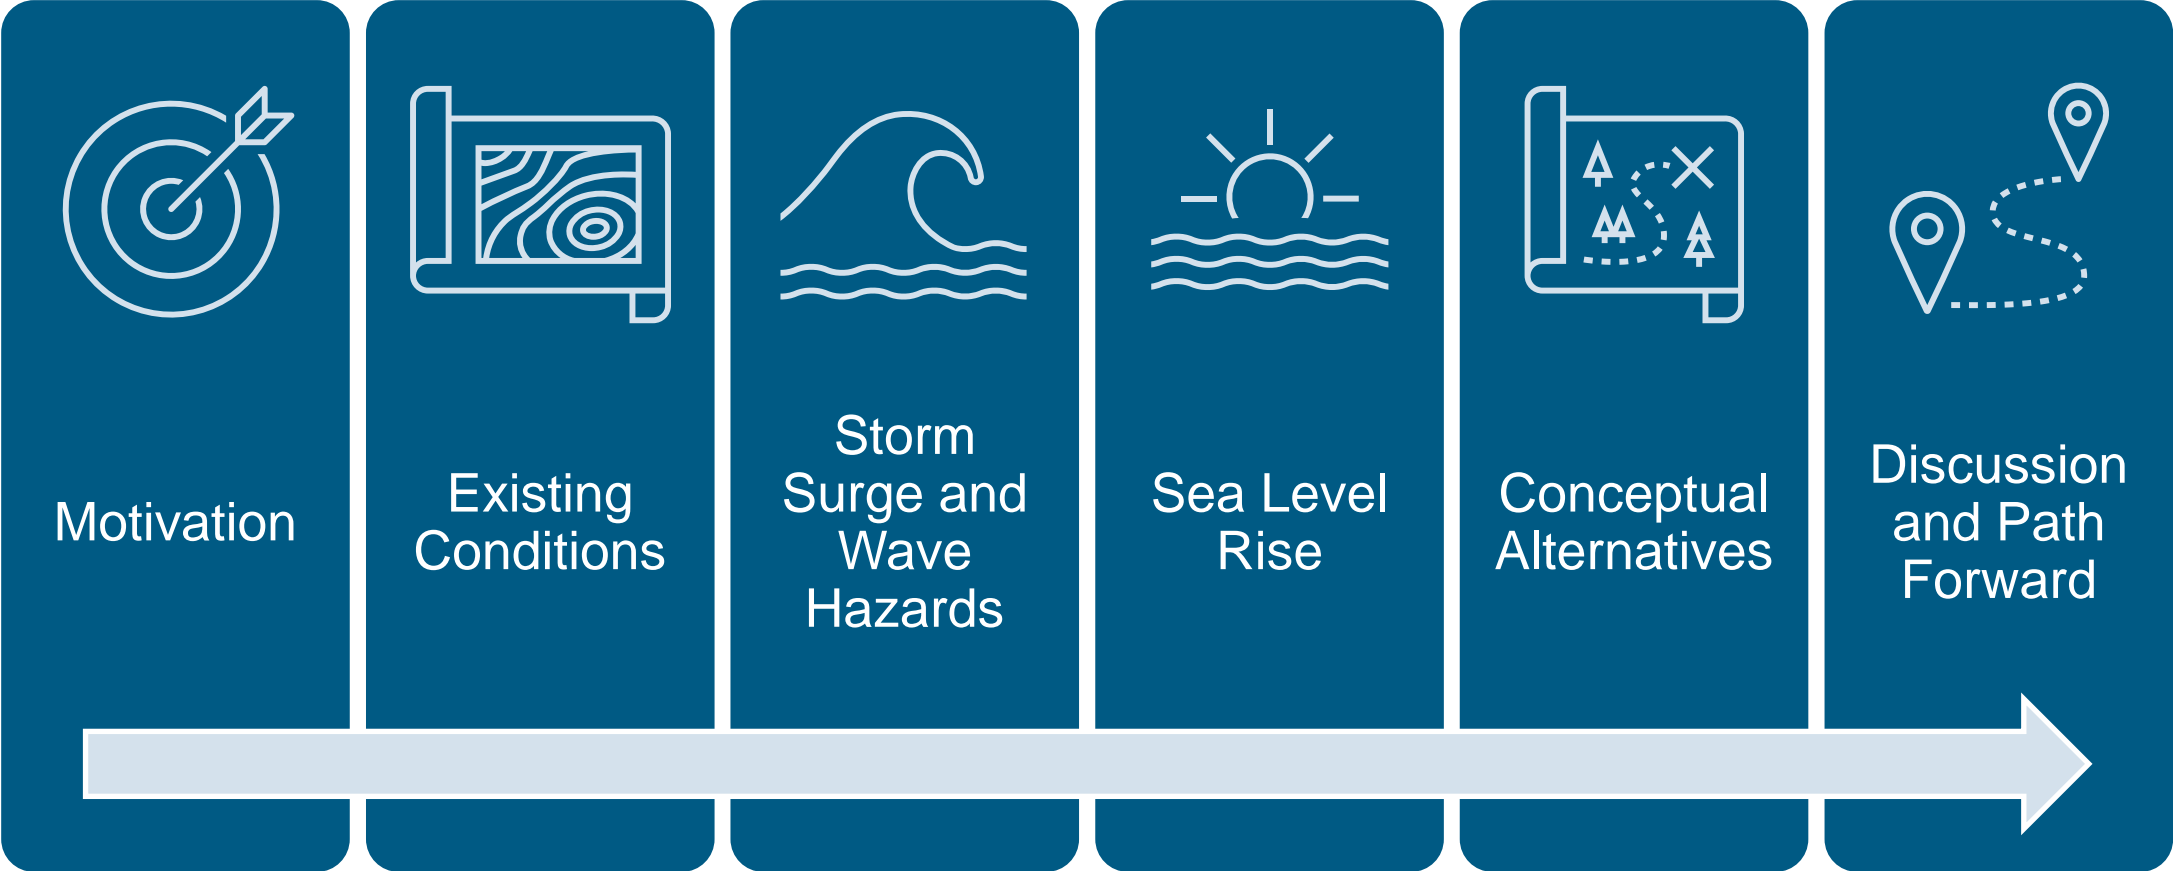 Motivation
Existing
Conditions
Storm
Surge and
Wave
Hazards
Sea Level
Rise
Conceptual
Alternatives
Discussion
and Path
Forward